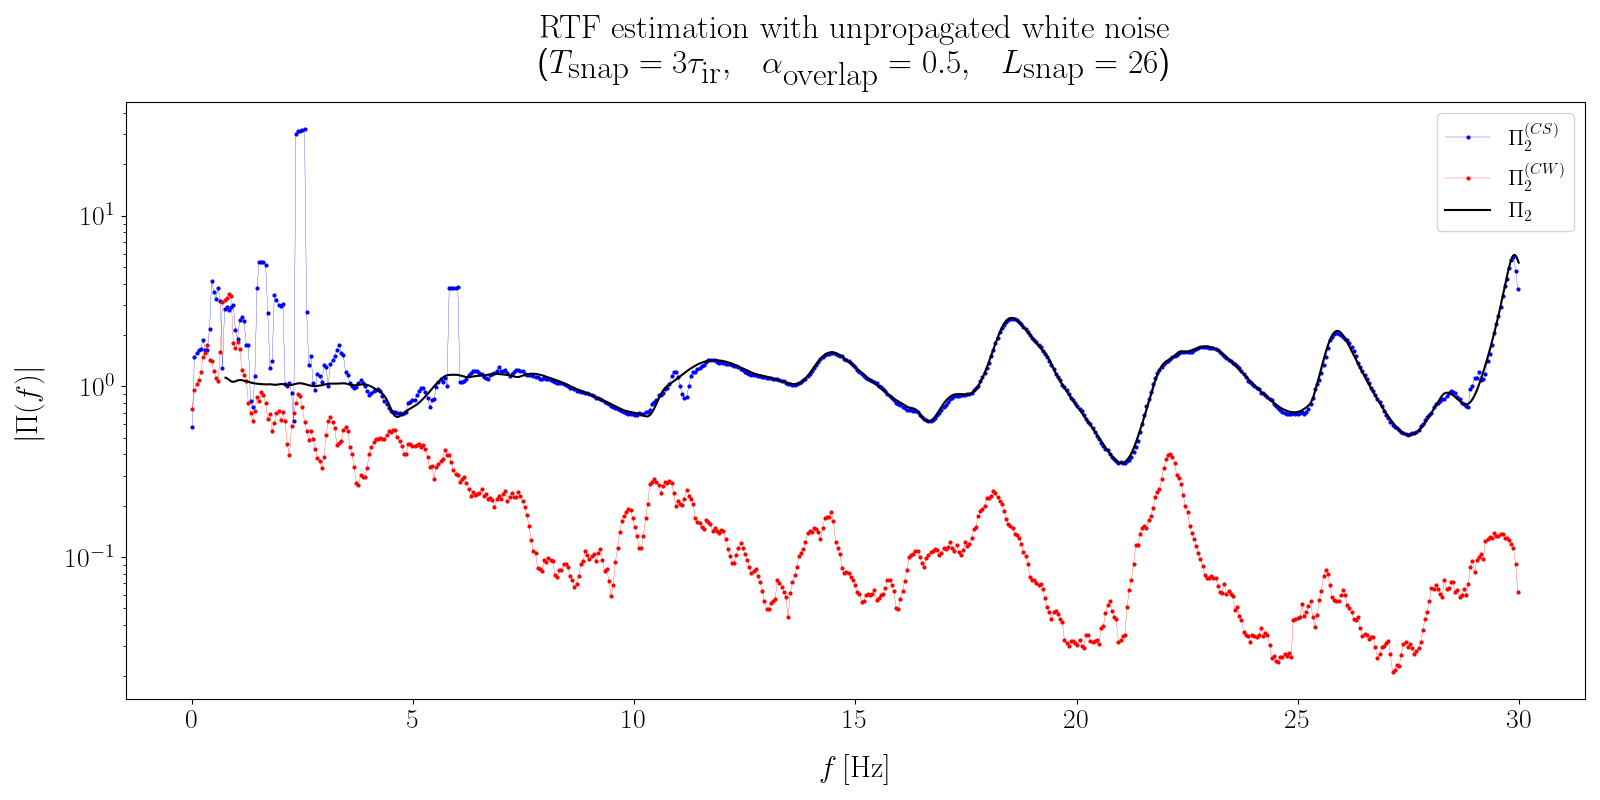 RTF estimation with unpropagated white noise
(T_snap = 3τ_ir, α_overlap = 0.5, L_snap = 26)
Π_2^(CS)
Π_2^(CW)
Π_2
|Π(f)|
10^1
10^0
10^−1
0 5 10 15 20 25 30
f [Hz]